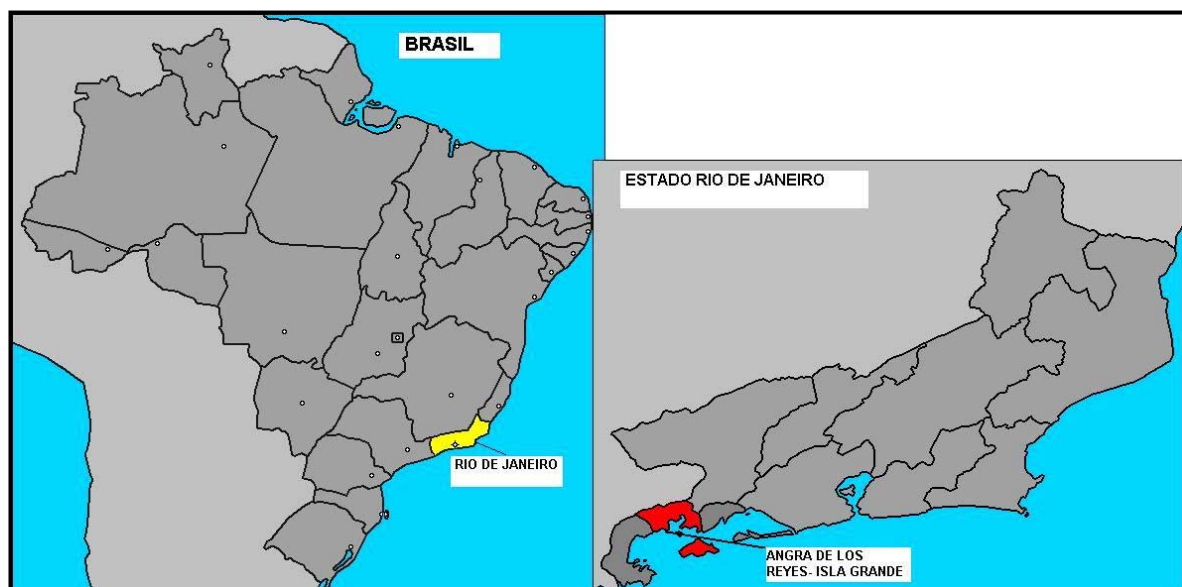 BRASIL
RIO DE JANEIRO
ESTADO RIO DE JANEIRO
ANGRA DE LOS
REYES- ISLA GRANDE